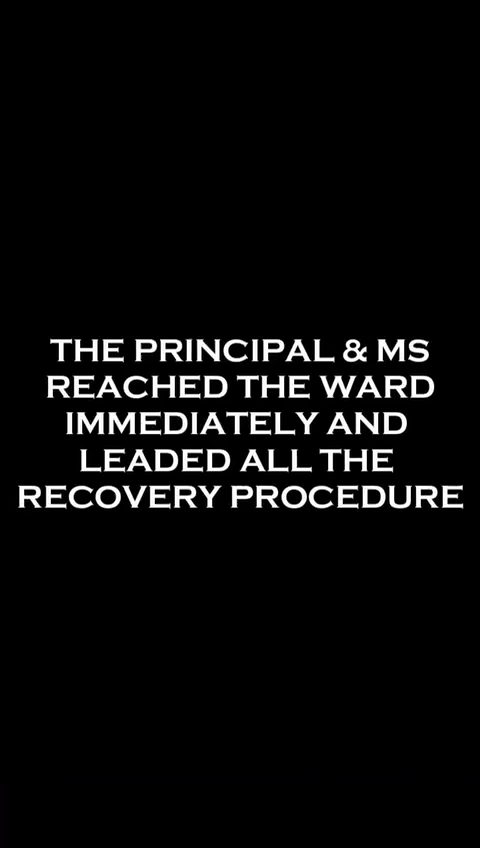 THE PRINCIPAL & MS
REACHED THE WARD
IMMEDIATELY AND
LEADED ALL THE
RECOVERY PROCEDURE